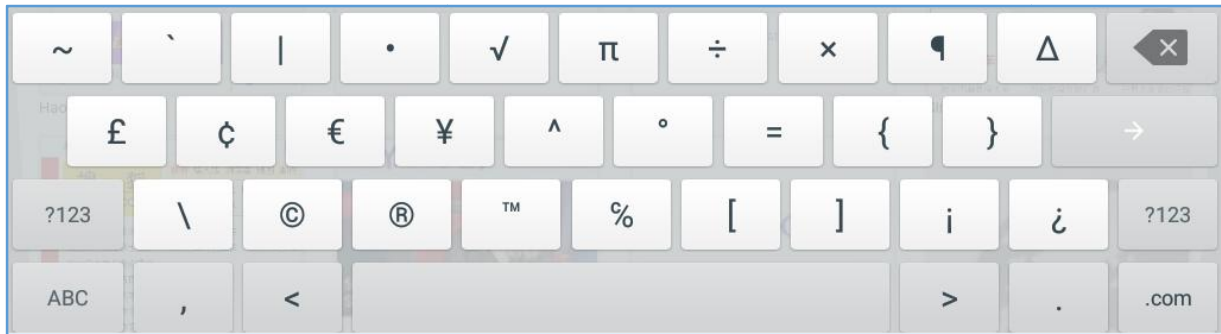 ~ ` | • √ π ÷ × ¶ Δ
£ ¢ € ¥ ^ ° = { }
?123 \ © ® ™ ℅ [ ] ¡ ¿ ?123
ABC , < > . .com